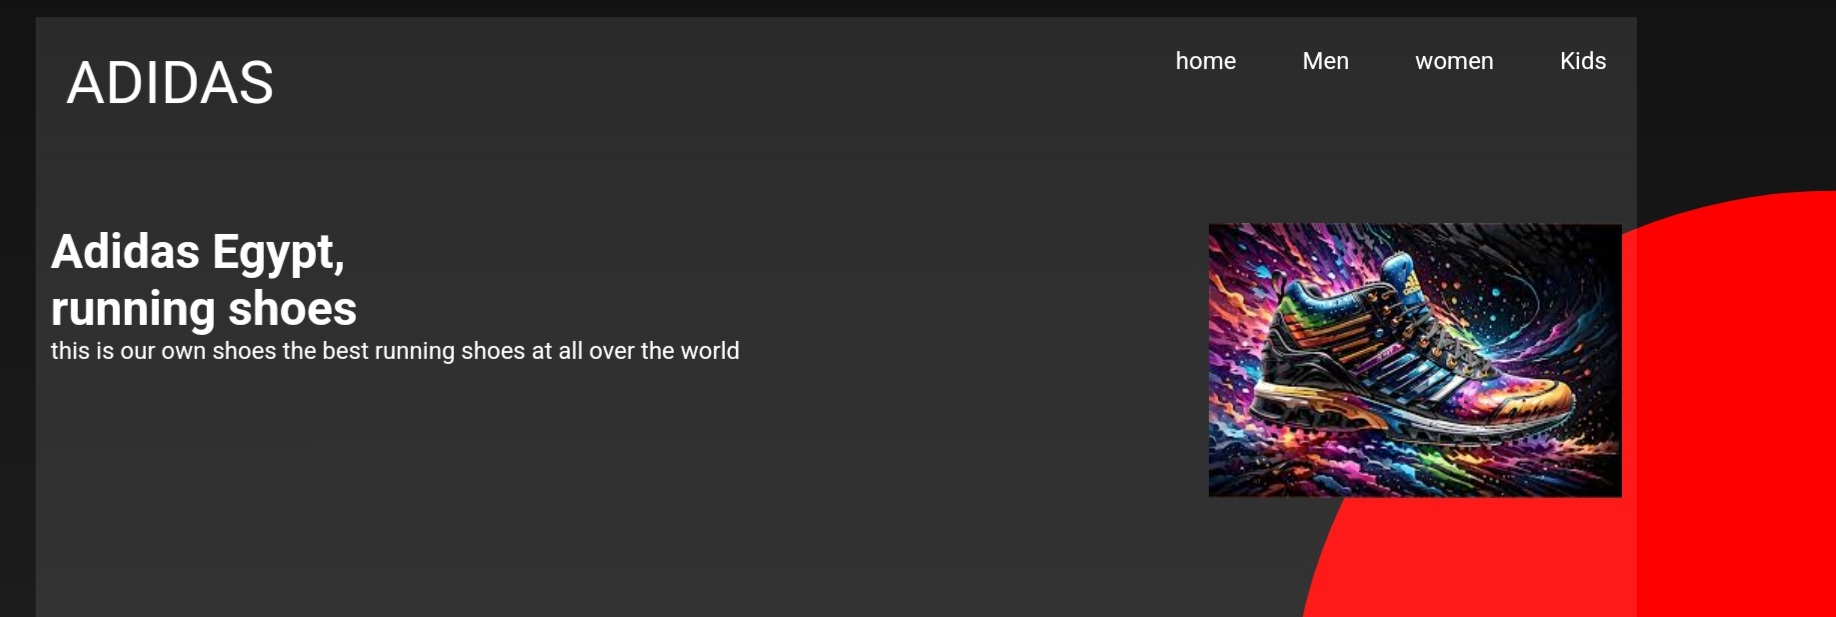 ADIDAS
home Men women Kids
Adidas Egypt,
running shoes
this is our own shoes the best running shoes at all over the world